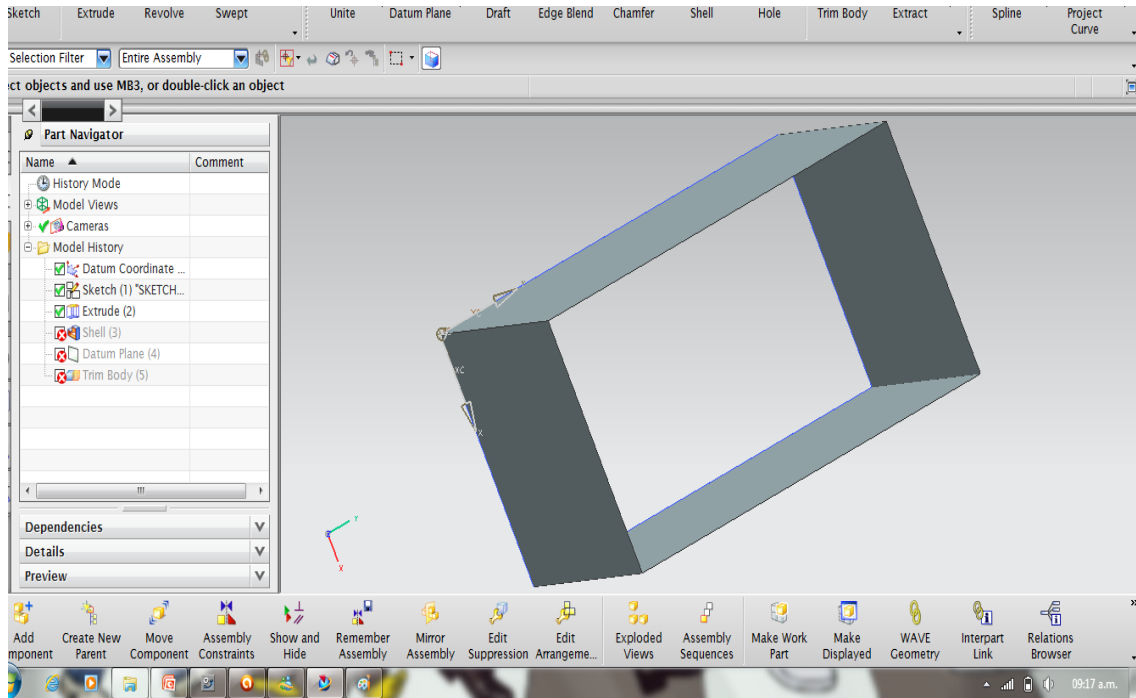 Sketch Extrude Revolve Swept Unite Datum Plane Draft Edge Blend Chamfer Shell Hole Trim Body Extract Spline Project Curve
Selection Filter Entire Assembly
ct objects and use MB3, or double-click an object
Part Navigator
Name Comment
History Mode
Model Views
Cameras
Model History
Datum Coordinate ...
Sketch (1) "SKETCH...
Extrude (2)
Shell (3)
Datum Plane (4)
Trim Body (5)
Dependencies
Details
Preview
XC
X
Y
X
Add mponent Create New Parent Move Component Assembly Constraints Show and Hide Remember Assembly Mirror Assembly Edit Suppression Edit Arrangeme... Exploded Views Assembly Sequences Make Work Part Make Displayed WAVE Geometry Interpart Link Relations Browser
09:17 a.m.